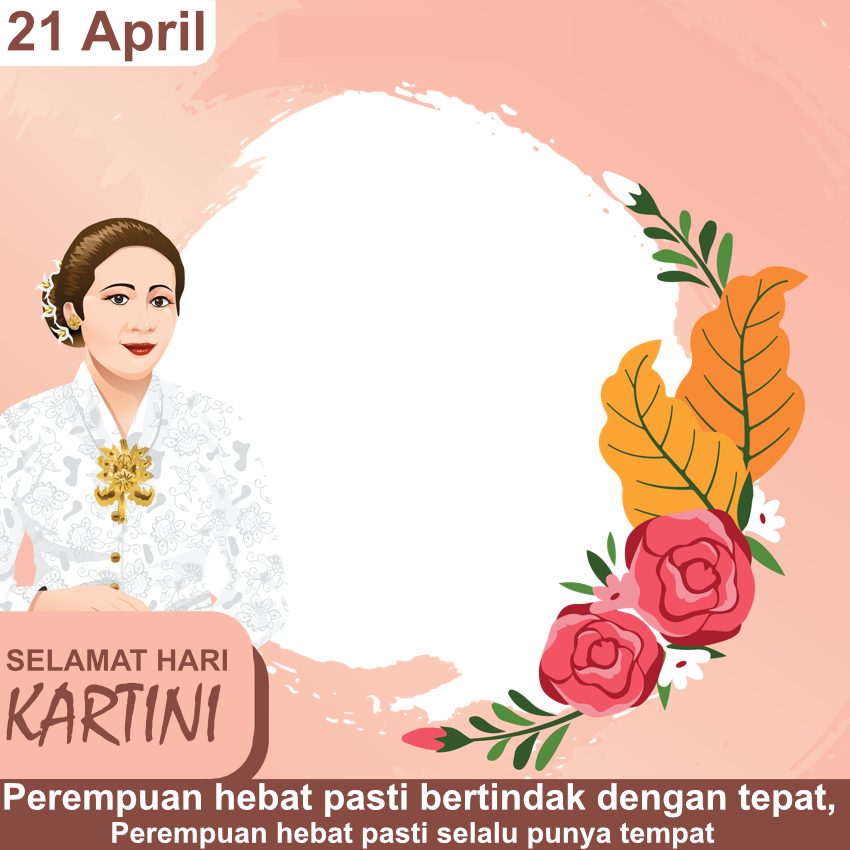 21 April
SELAMAT HARI
KARTINI
Perempuan hebat pasti bertindak dengan tepat,
Perempuan hebat pasti selalu punya tempat